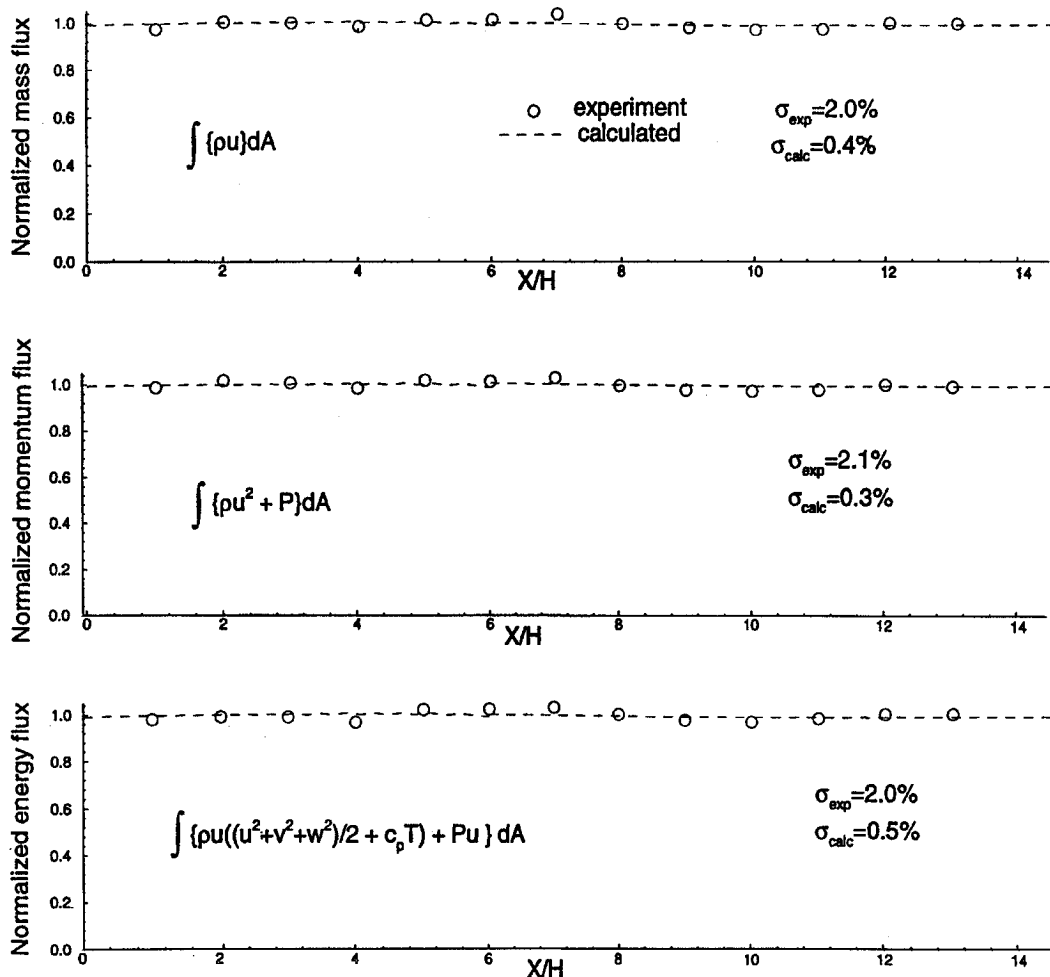 Normalized mass flux
1.0
0.8
0.6
0.4
0.2
0.0
∫ {ρu}dA
experiment
calculated
σexp=2.0%
σcalc=0.4%
0 2 4 6 8 10 12 14
X/H
Normalized momentum flux
1.0
0.8
0.6
0.4
0.2
0.0
∫ {ρu² + P}dA
σexp=2.1%
σcalc=0.3%
0 2 4 6 8 10 12 14
X/H
Normalized energy flux
1.0
0.8
0.6
0.4
0.2
0.0
∫ {ρu((u²+v²+w²)/2 + cpT) + Pu } dA
σexp=2.0%
σcalc=0.5%
0 2 4 6 8 10 12 14
X/H